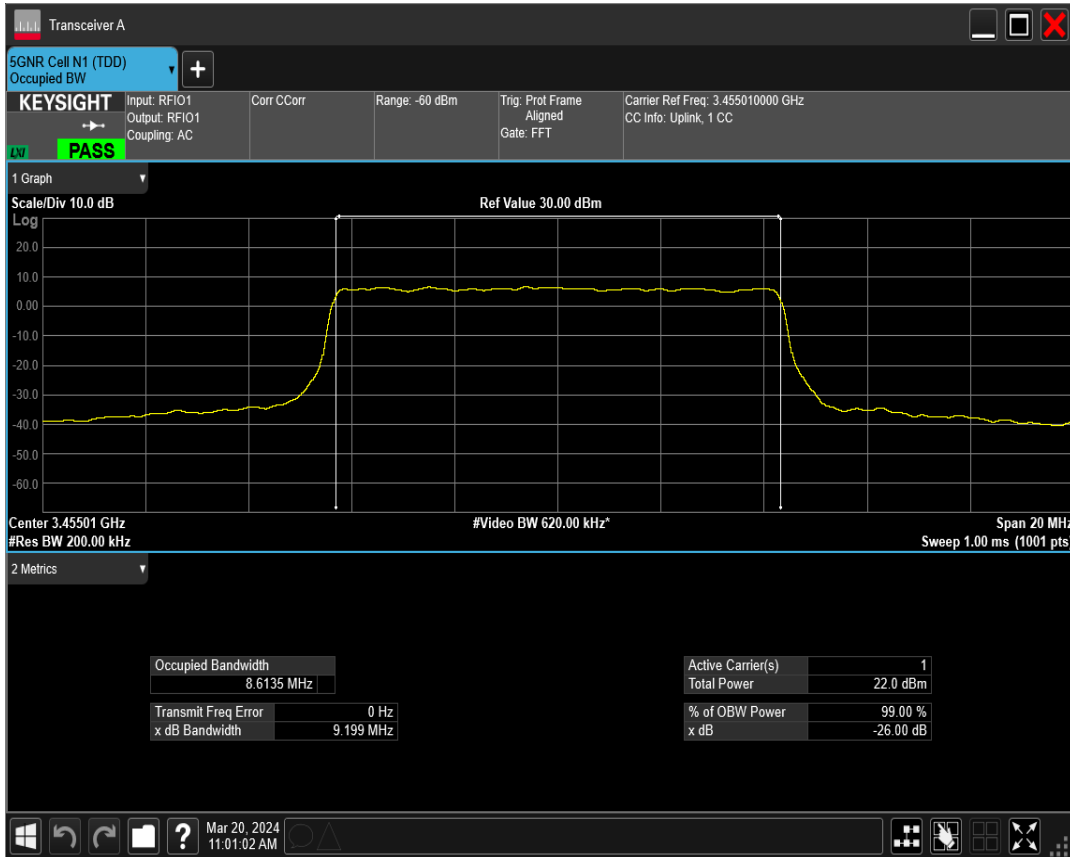 Transceiver A
5GNR Cell N1 (TDD)
Occupied BW
+
KEYSIGHT
LXI
PASS
Input: RFIO1
Output: RFIO1
Coupling: AC
Corr CCorr
Range: -60 dBm
Trig: Prot Frame
Aligned
Gate: FFT
Carrier Ref Freq: 3.455010000 GHz
CC Info: Uplink, 1 CC
1 Graph
Scale/Div 10.0 dB
Ref Value 30.00 dBm
Log
20.0
10.0
0.00
-10.0
-20.0
-30.0
-40.0
-50.0
-60.0
Center 3.45501 GHz
#Video BW 620.00 kHz*
Span 20 MHz
#Res BW 200.00 kHz
Sweep 1.00 ms (1001 pts)
2 Metrics
Occupied Bandwidth
8.6135 MHz
Transmit Freq Error 0 Hz
x dB Bandwidth 9.199 MHz
Active Carrier(s) 1
Total Power 22.0 dBm
% of OBW Power 99.00 %
x dB -26.00 dB
?
Mar 20, 2024
11:01:02 AM